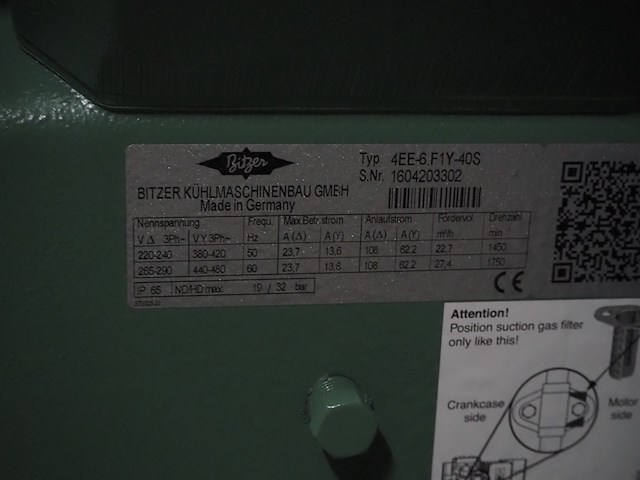 Bitzer
BITZER KÜHLMASCHINENBAU GMBH
Made in Germany
Typ 4EE-6.F1Y-40S
S.Nr. 1604203302
Nennspannung Frequ. Max.Betr.strom Anlaufstrom Fördervol. Drehzahl
V Δ 3Ph~ V Y 3Ph~ Hz A (Δ) A (Y) A (Δ) A (Y) m³/h min
220-240 380-420 50 23,7 13,6 108 62.2 22,7 1450
265-290 440-480 60 23,7 13,6 108 62.2 27,4 1750
IP 65 ND/HD max: 19 / 32 bar
CE
Attention!
Position suction gas filter
only like this!
Crankcase
side
Motor
side